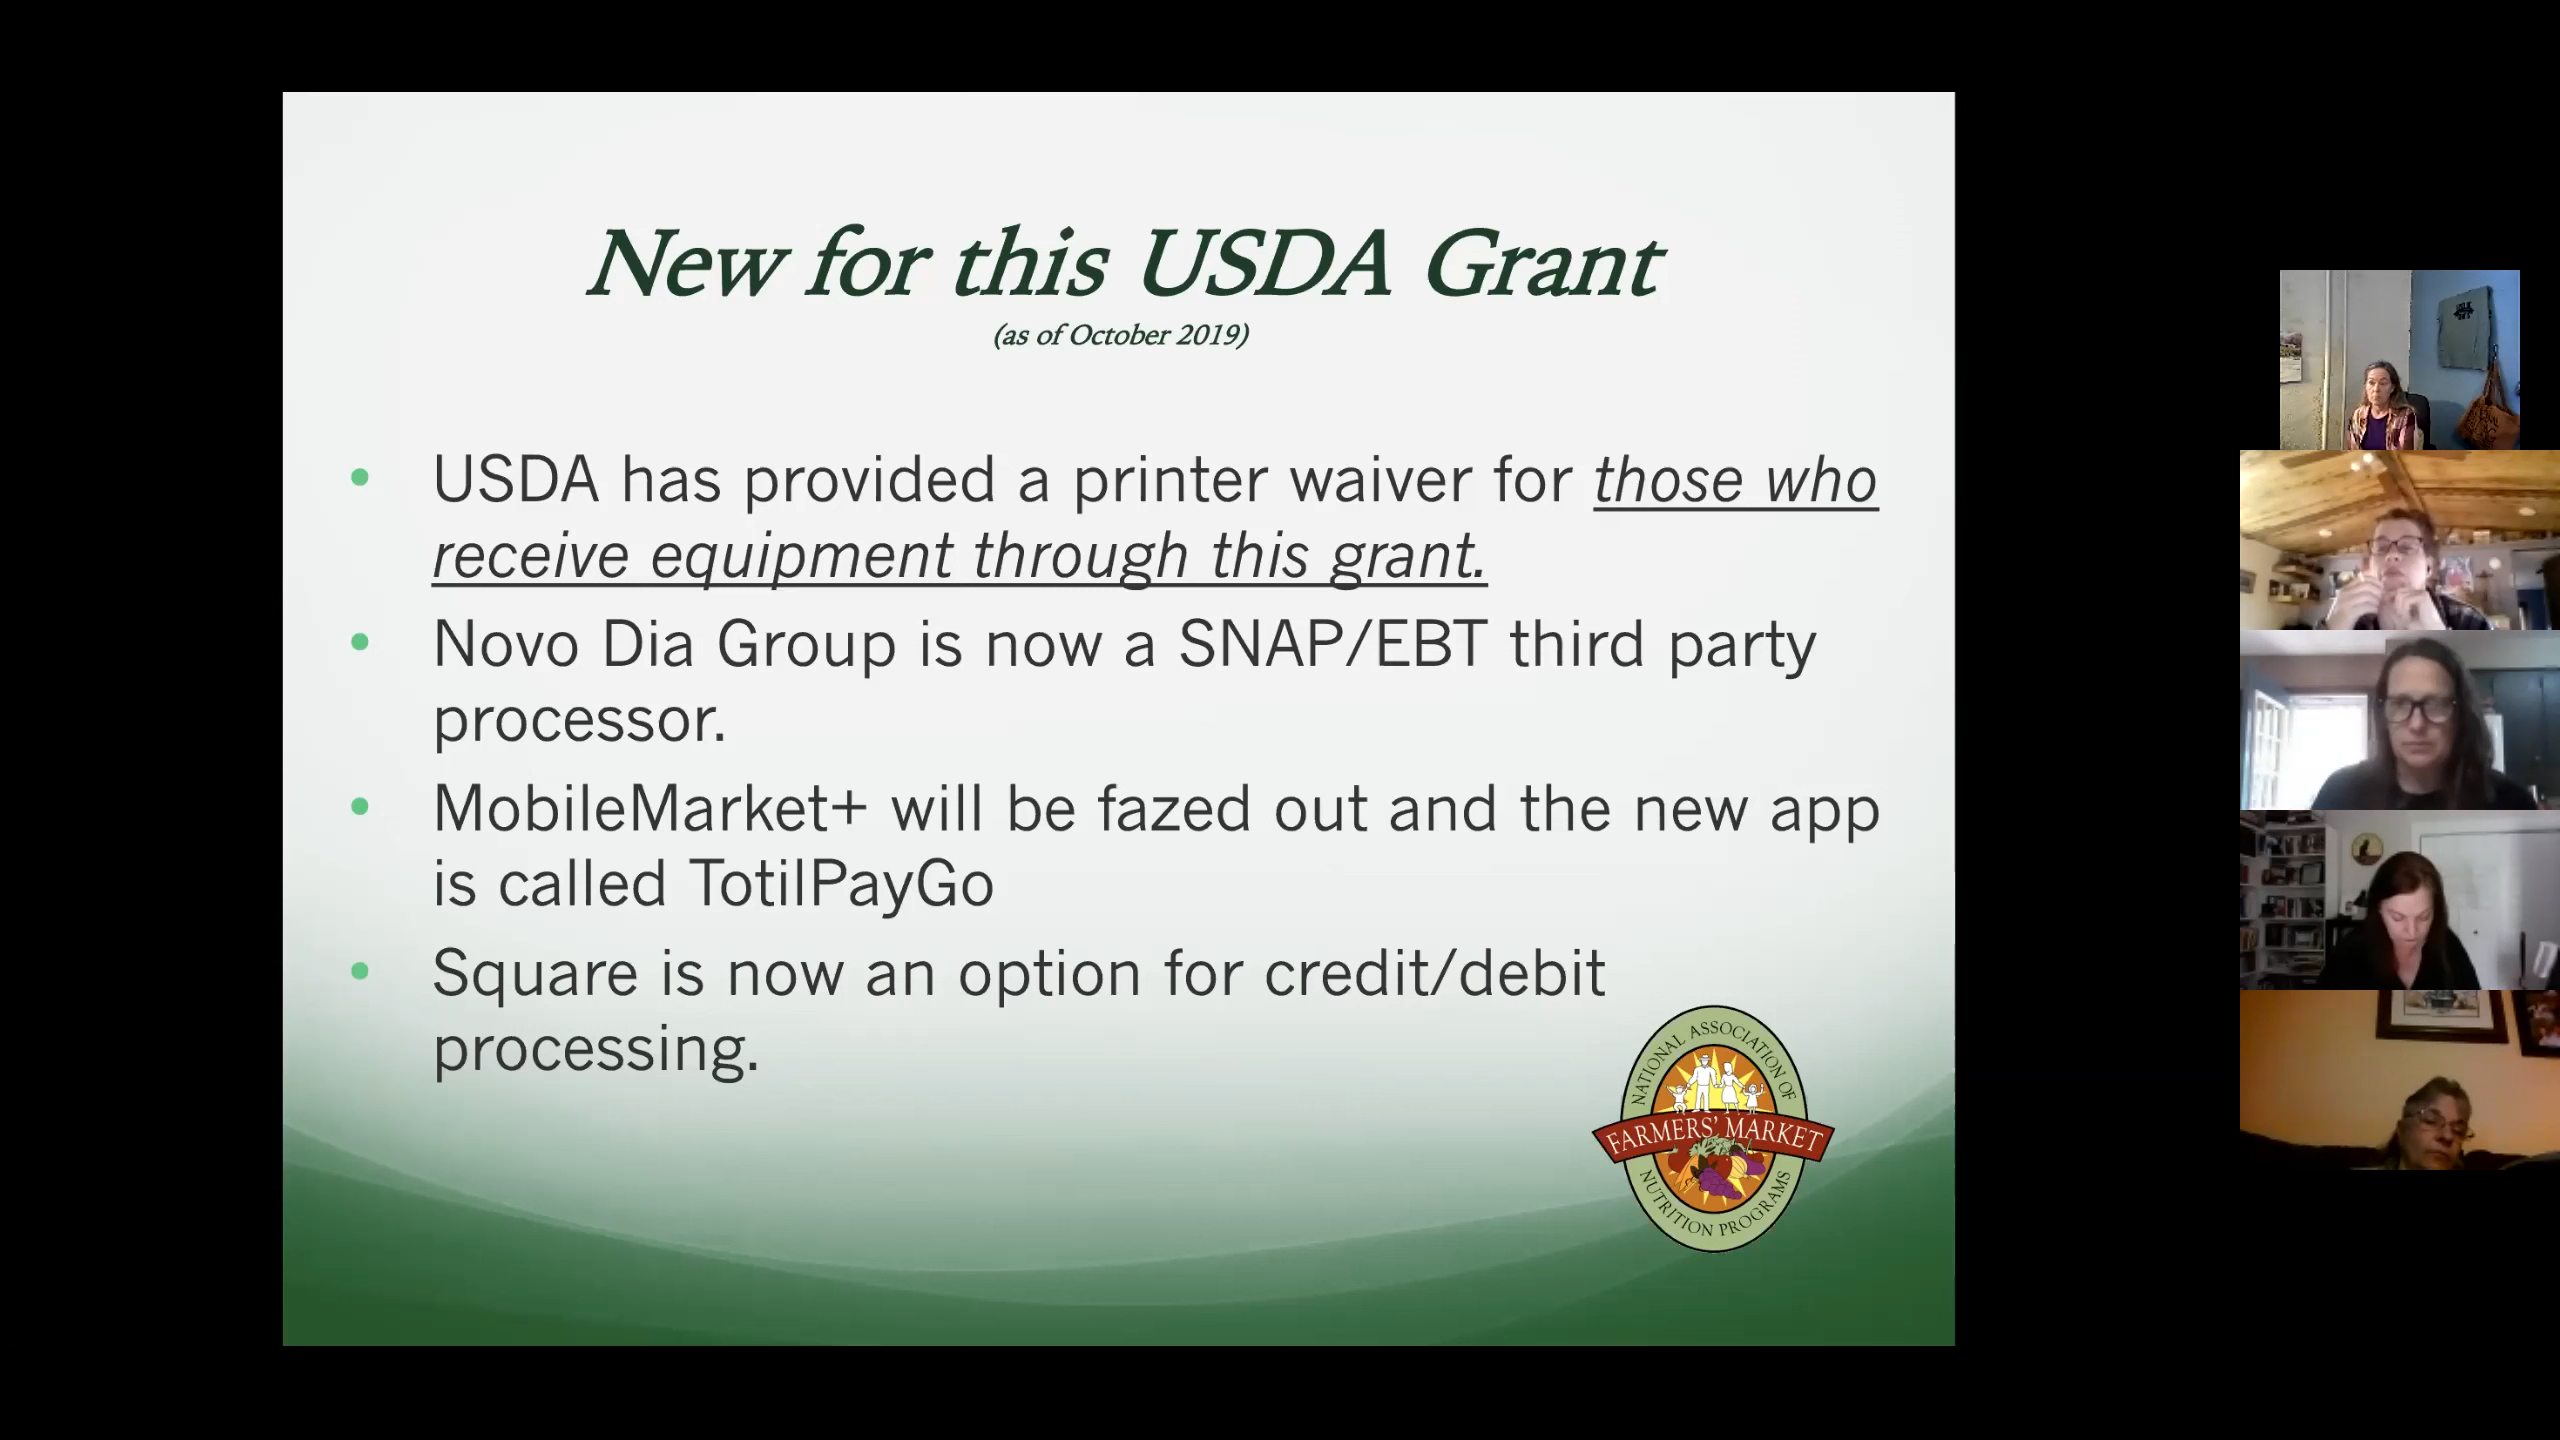 New for this USDA Grant
(as of October 2019)
• USDA has provided a printer waiver for those who
receive equipment through this grant.
• Novo Dia Group is now a SNAP/EBT third party
processor.
• MobileMarket+ will be fazed out and the new app
is called TotilPayGo
• Square is now an option for credit/debit
processing.
NATIONAL ASSOCIATION OF
FARMERS' MARKET
NUTRITION PROGRAMS